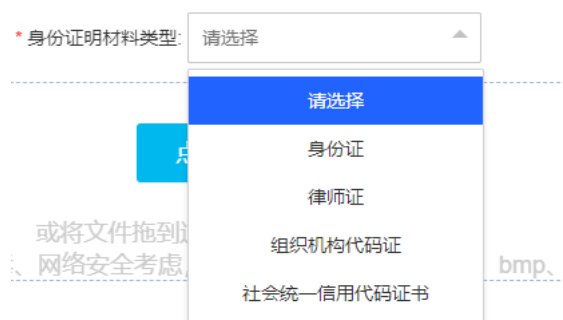 * 身份证明材料类型: 请选择
请选择
身份证
律师证
组织机构代码证
社会统一信用代码证书
点
或将文件拖到
、网络安全考虑, bmp、